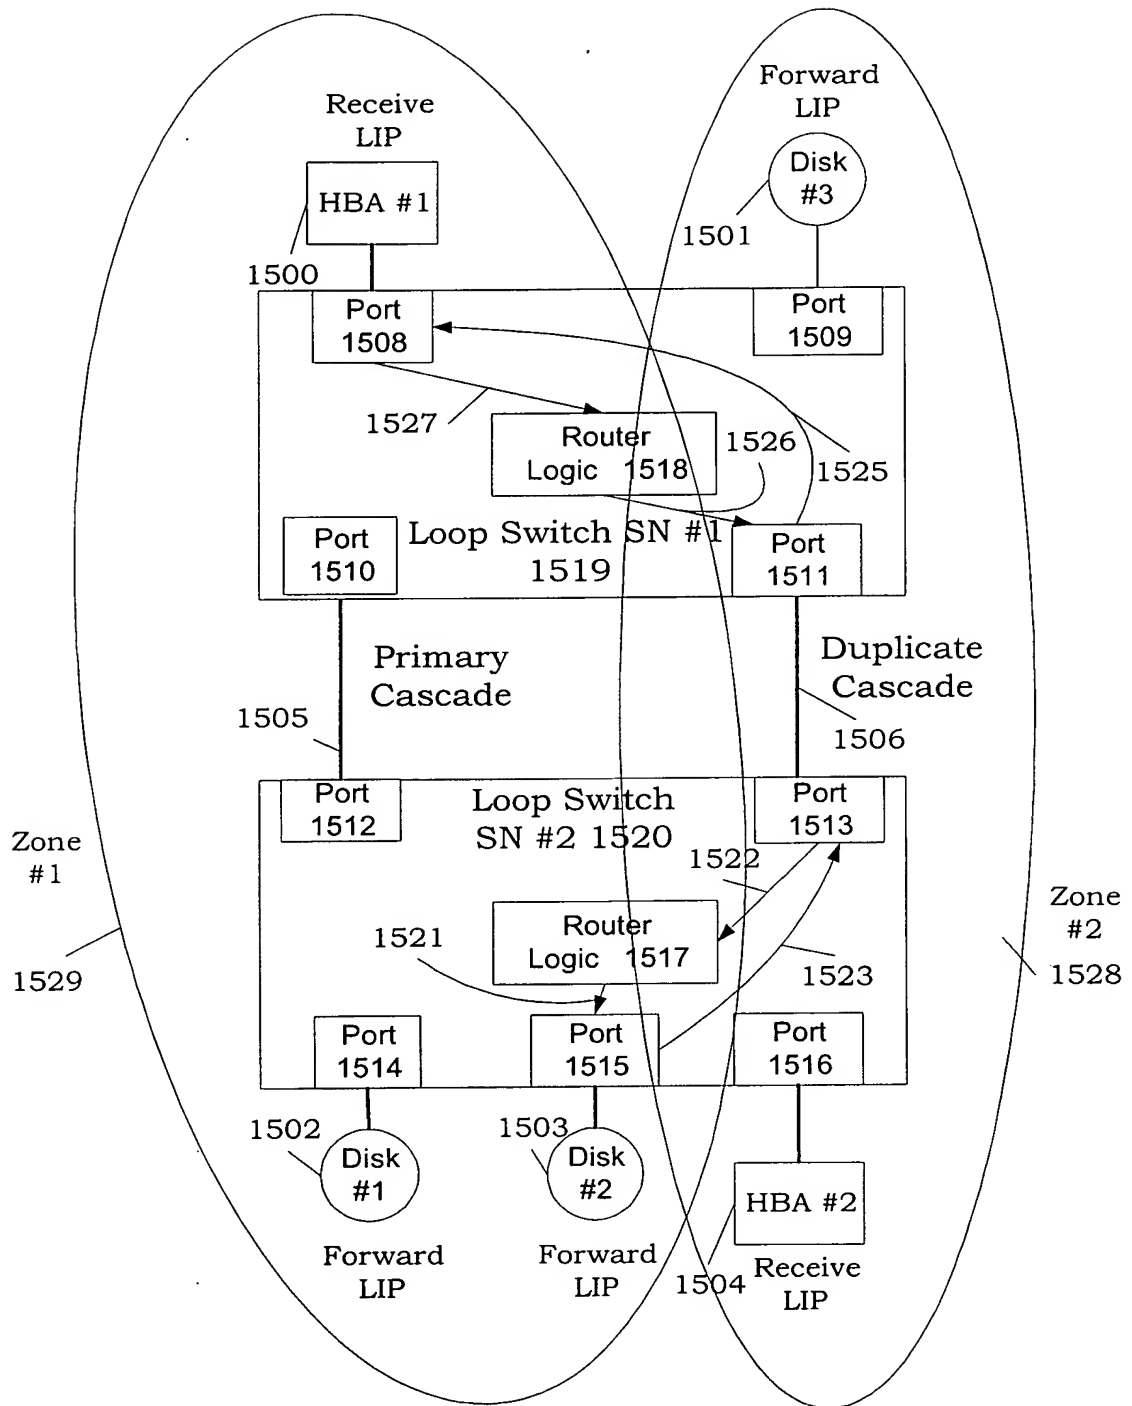 Forward
LIP
Receive
LIP
Disk
#3
HBA #1
1501
1500
Port
1508
Port
1509
1527
1526
Router
Logic 1518
1525
Loop Switch SN #1
1519
Port
1510
Port
1511
Primary
Cascade
Duplicate
Cascade
1505
1506
Port
1512
Loop Switch
SN #2 1520
Port
1513
Zone
#1
1522
Zone
#2
Router
Logic 1517
1521
1523
1529
1528
Port
1514
Port
1515
Port
1516
1502
1503
Disk
#1
Disk
#2
HBA #2
Forward
LIP
Forward
LIP
1504
Receive
LIP